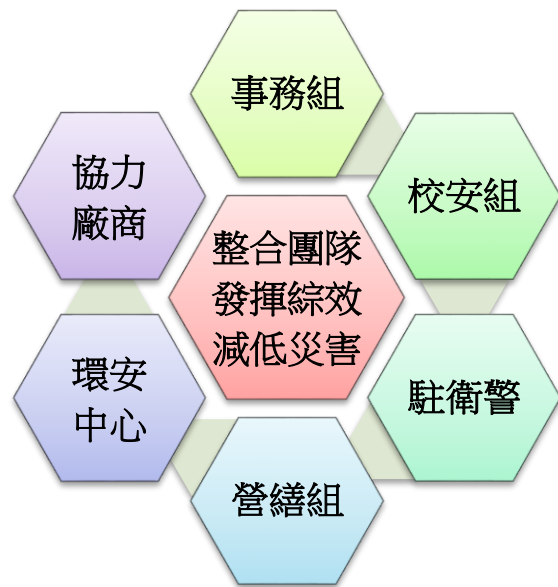 事務組
校安組
駐衛警
營繕組
環安
中心
協力
廠商
整合團隊
發揮綜效
減低災害